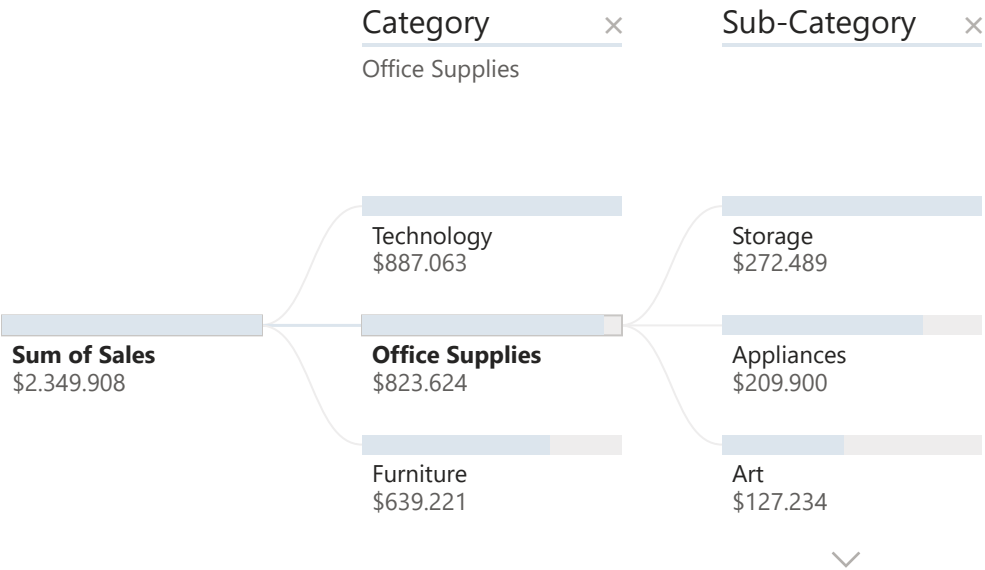 Category
Sub-Category
Office Supplies
Technology
$887.063
Storage
$272.489
Sum of Sales
$2.349.908
Office Supplies
$823.624
Appliances
$209.900
Furniture
$639.221
Art
$127.234